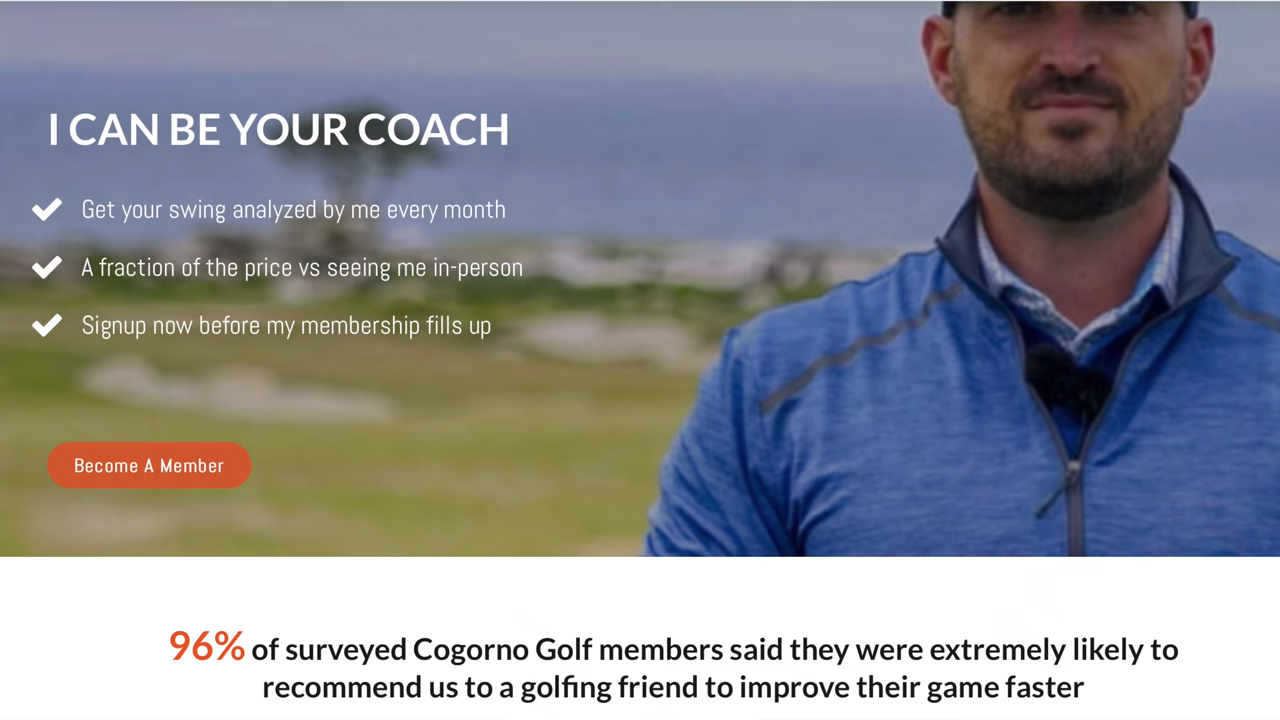 I CAN BE YOUR COACH
Get your swing analyzed by me every month
A fraction of the price vs seeing me in-person
Signup now before my membership fills up
Become A Member
96% of surveyed Cogorno Golf members said they were extremely likely to
recommend us to a golfing friend to improve their game faster